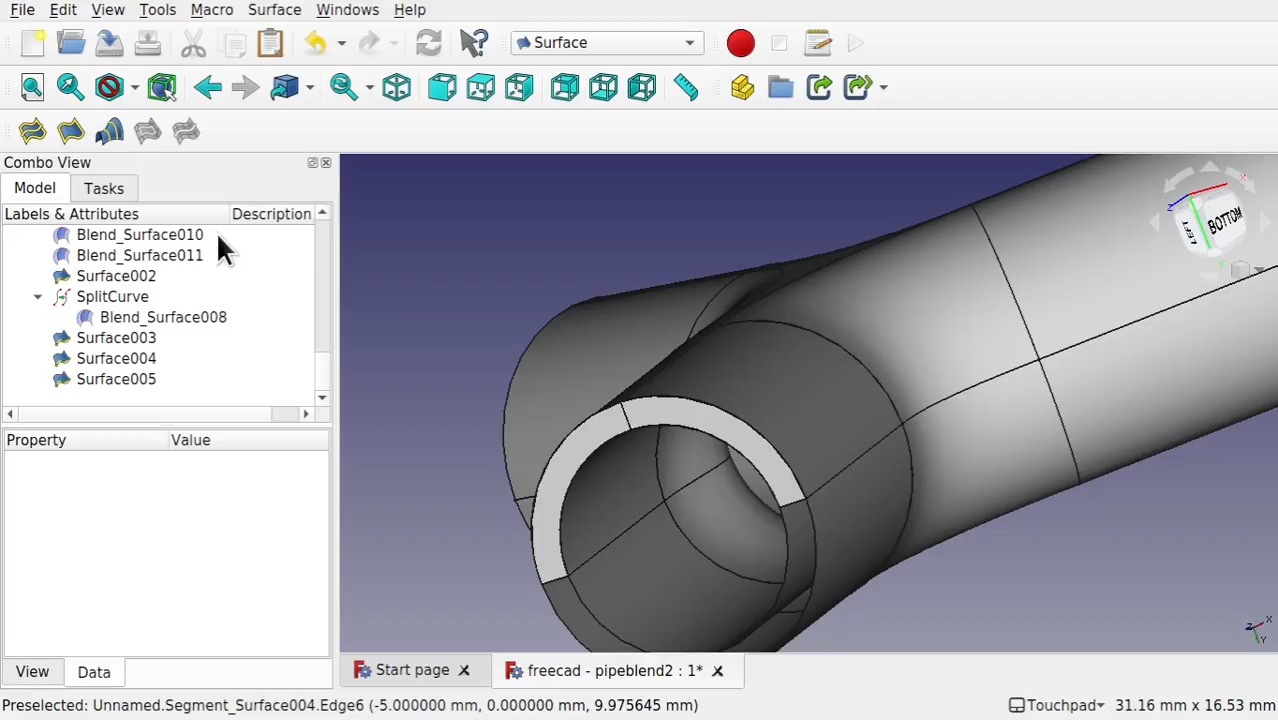 File Edit View Tools Macro Surface Windows Help
Surface
Combo View
Model Tasks
Labels & Attributes Description
Blend_Surface010
Blend_Surface011
Surface002
SplitCurve
Blend_Surface008
Surface003
Surface004
Surface005
Property Value
View Data
BOTTOM
LEFT
X
Z
Z X
Y
Start page freecad - pipeblend2 : 1*
Preselected: Unnamed.Segment_Surface004.Edge6 (-5.000000 mm, 0.000000 mm, 9.975645 mm) Touchpad 31.16 mm x 16.53 mm